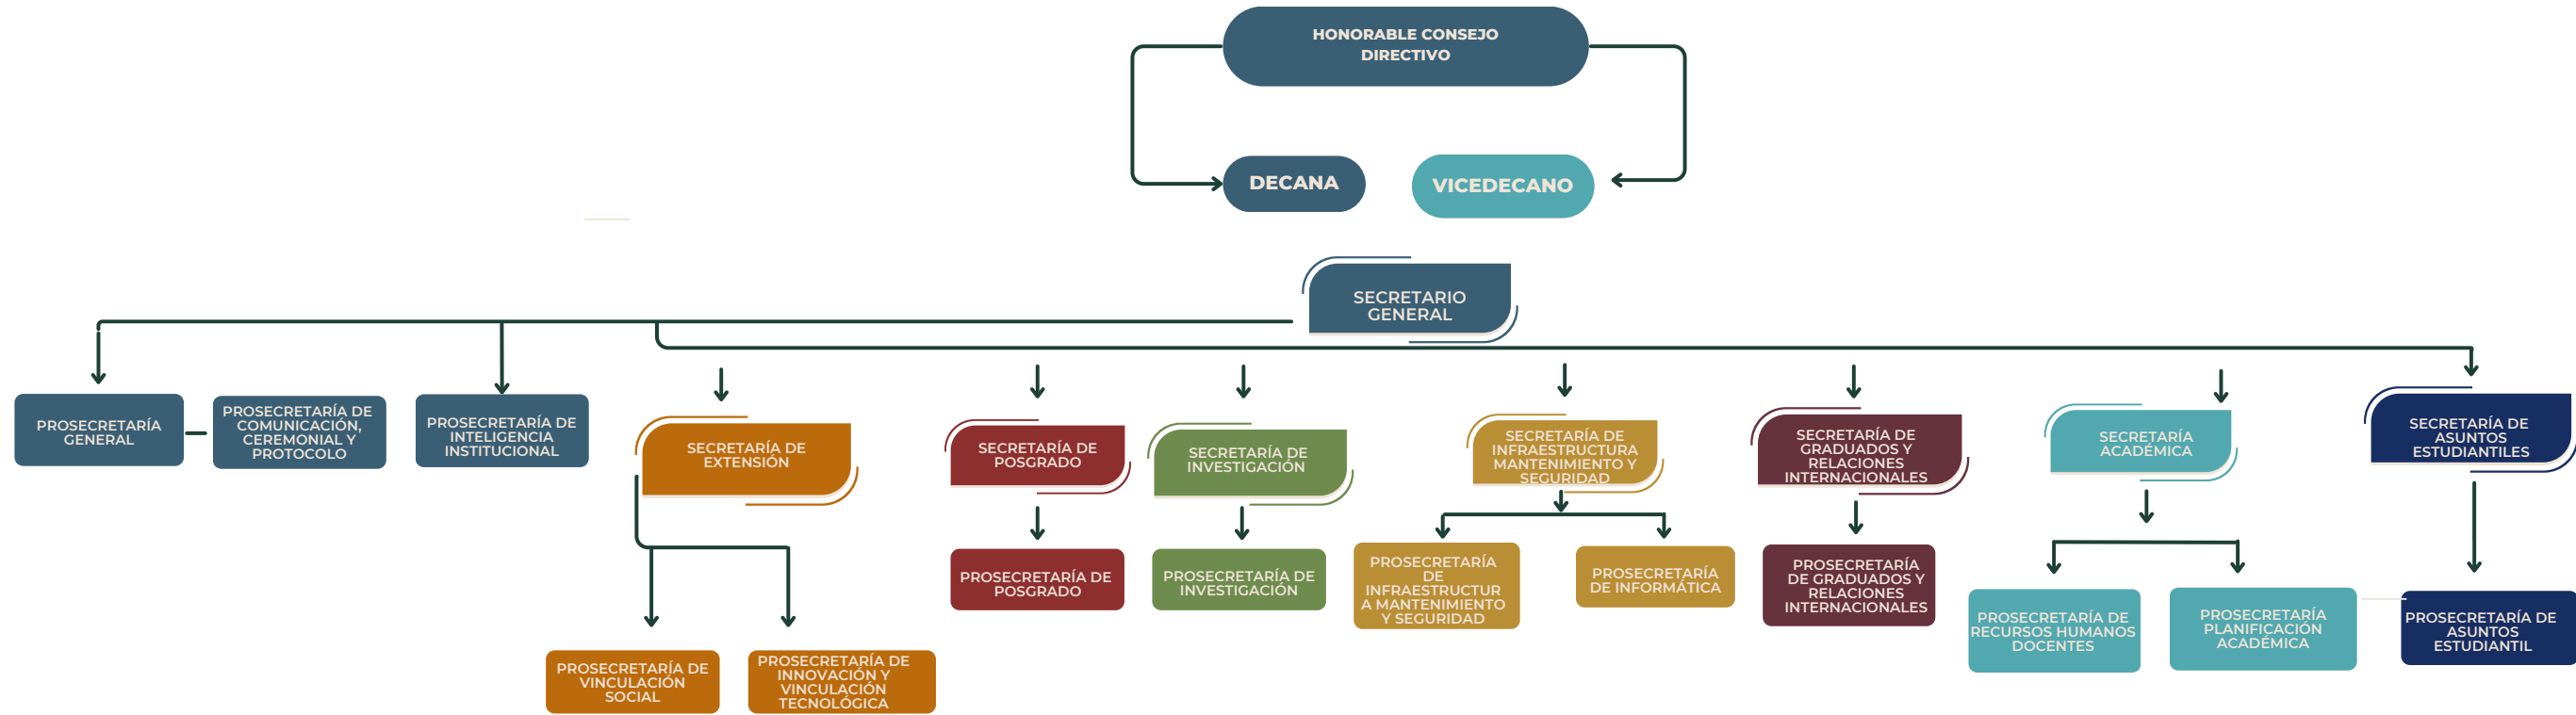 HONORABLE CONSEJO
DIRECTIVO
DECANA
VICEDECANO
SECRETARIO
GENERAL
PROSECRETARÍA
GENERAL
PROSECRETARÍA DE
COMUNICACIÓN,
CEREMONIAL Y
PROTOCOLO
PROSECRETARÍA DE
INTELIGENCIA
INSTITUCIONAL
SECRETARÍA DE
EXTENSIÓN
SECRETARÍA DE
POSGRADO
SECRETARÍA DE
INVESTIGACIÓN
SECRETARÍA DE
INFRAESTRUCTURA
MANTENIMIENTO Y
SEGURIDAD
SECRETARÍA DE
GRADUADOS Y
RELACIONES
INTERNACIONALES
SECRETARÍA
ACADÉMICA
SECRETARÍA DE
ASUNTOS
ESTUDIANTILES
PROSECRETARÍA DE
VINCULACIÓN
SOCIAL
PROSECRETARÍA DE
INNOVACIÓN Y
VINCULACIÓN
TECNOLÓGICA
PROSECRETARÍA DE
POSGRADO
PROSECRETARÍA DE
INVESTIGACIÓN
PROSECRETARÍA
DE
INFRAESTRUCTUR
A MANTENIMIENTO
Y SEGURIDAD
PROSECRETARÍA
DE INFORMÁTICA
PROSECRETARÍA
DE GRADUADOS Y
RELACIONES
INTERNACIONALES
PROSECRETARÍA DE
RECURSOS HUMANOS
DOCENTES
PROSECRETARÍA
PLANIFICACIÓN
ACADÉMICA
PROSECRETARÍA DE
ASUNTOS
ESTUDIANTIL